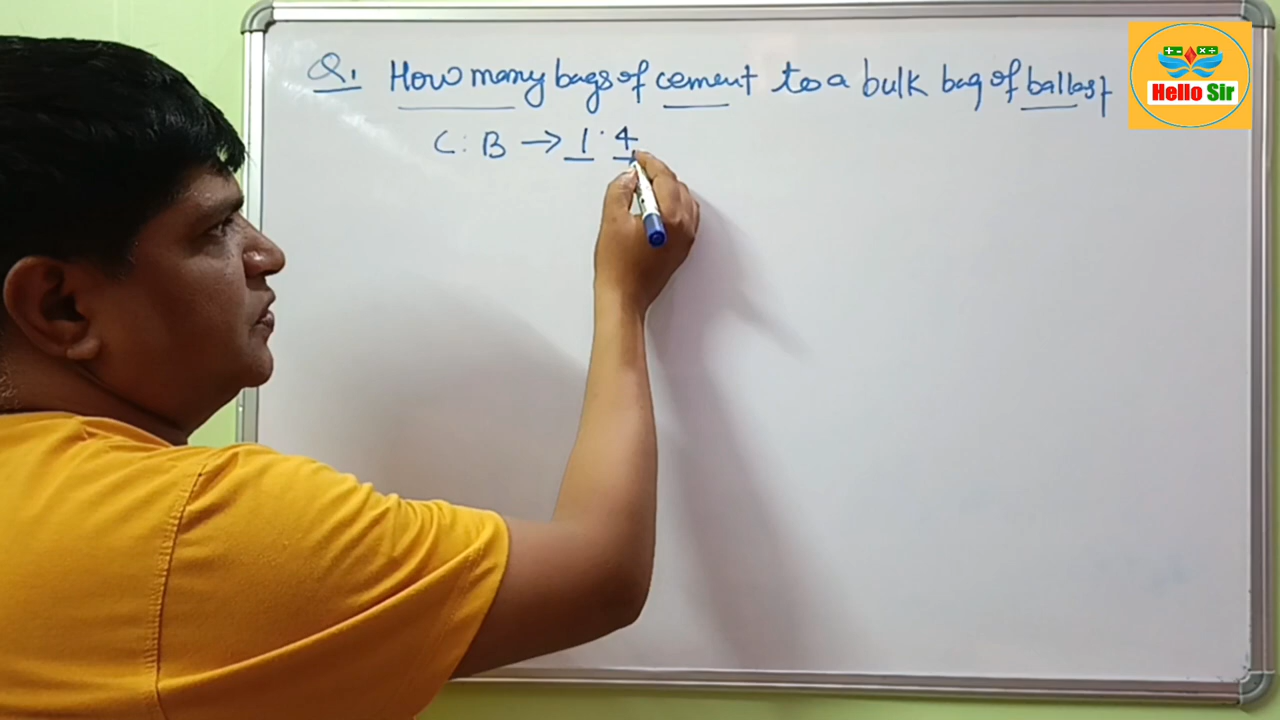 Q. How many bags of cement to a bulk bag of ballast
C : B → 1 : 4
Hello Sir